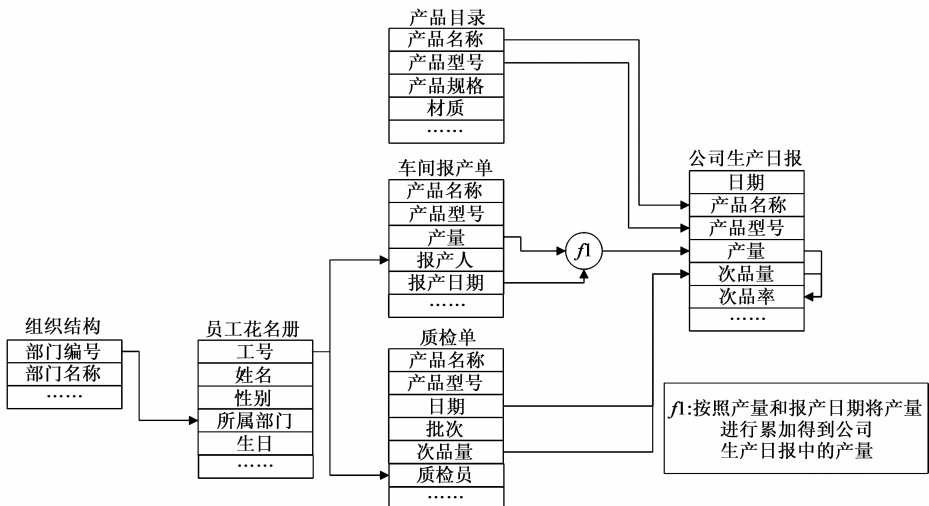 产品目录
产品名称
产品型号
产品规格
材质
……
车间报产单
产品名称
产品型号
产量
报产人
报产日期
……
f1
公司生产日报
日期
产品名称
产品型号
产量
次品量
次品率
……
组织结构
部门编号
部门名称
……
员工花名册
工号
姓名
性别
所属部门
生日
……
质检单
产品名称
产品型号
日期
批次
次品量
质检员
……
f1:按照产量和报产日期将产量
进行累加得到公司
生产日报中的产量